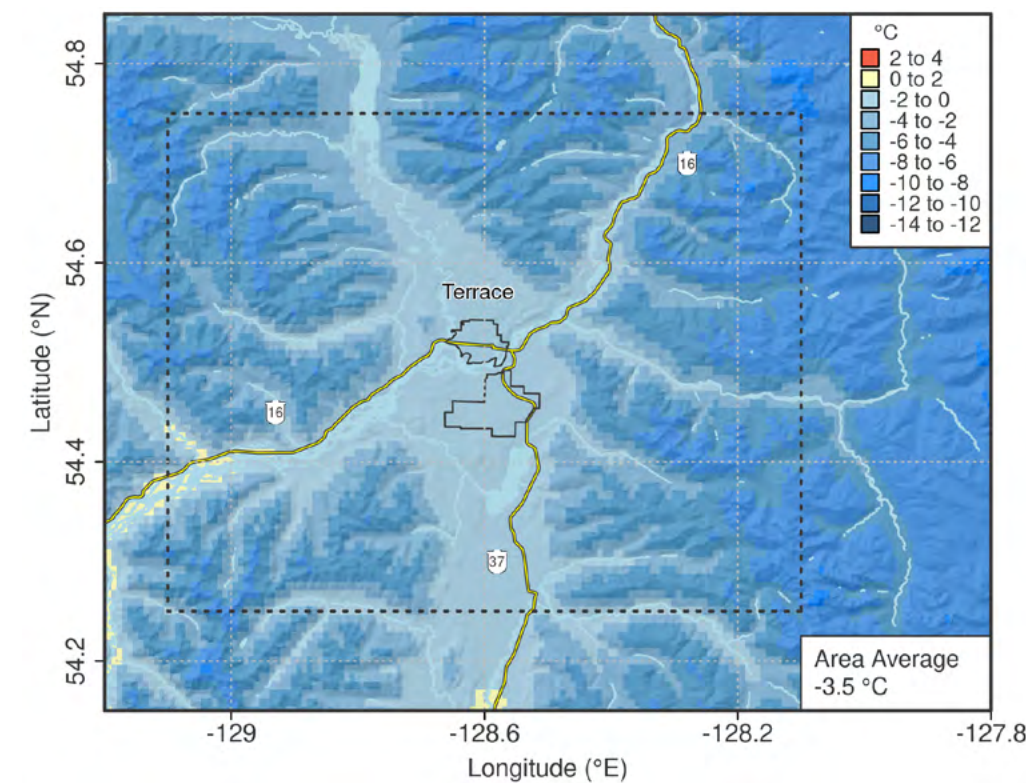 °C
2 to 4
0 to 2
-2 to 0
-4 to -2
-6 to -4
-8 to -6
-10 to -8
-12 to -10
-14 to -12
54.8
54.6
54.4
54.2
Latitude (°N)
16
Terrace
16
37
Area Average
-3.5 °C
-129
-128.6
-128.2
-127.8
Longitude (°E)